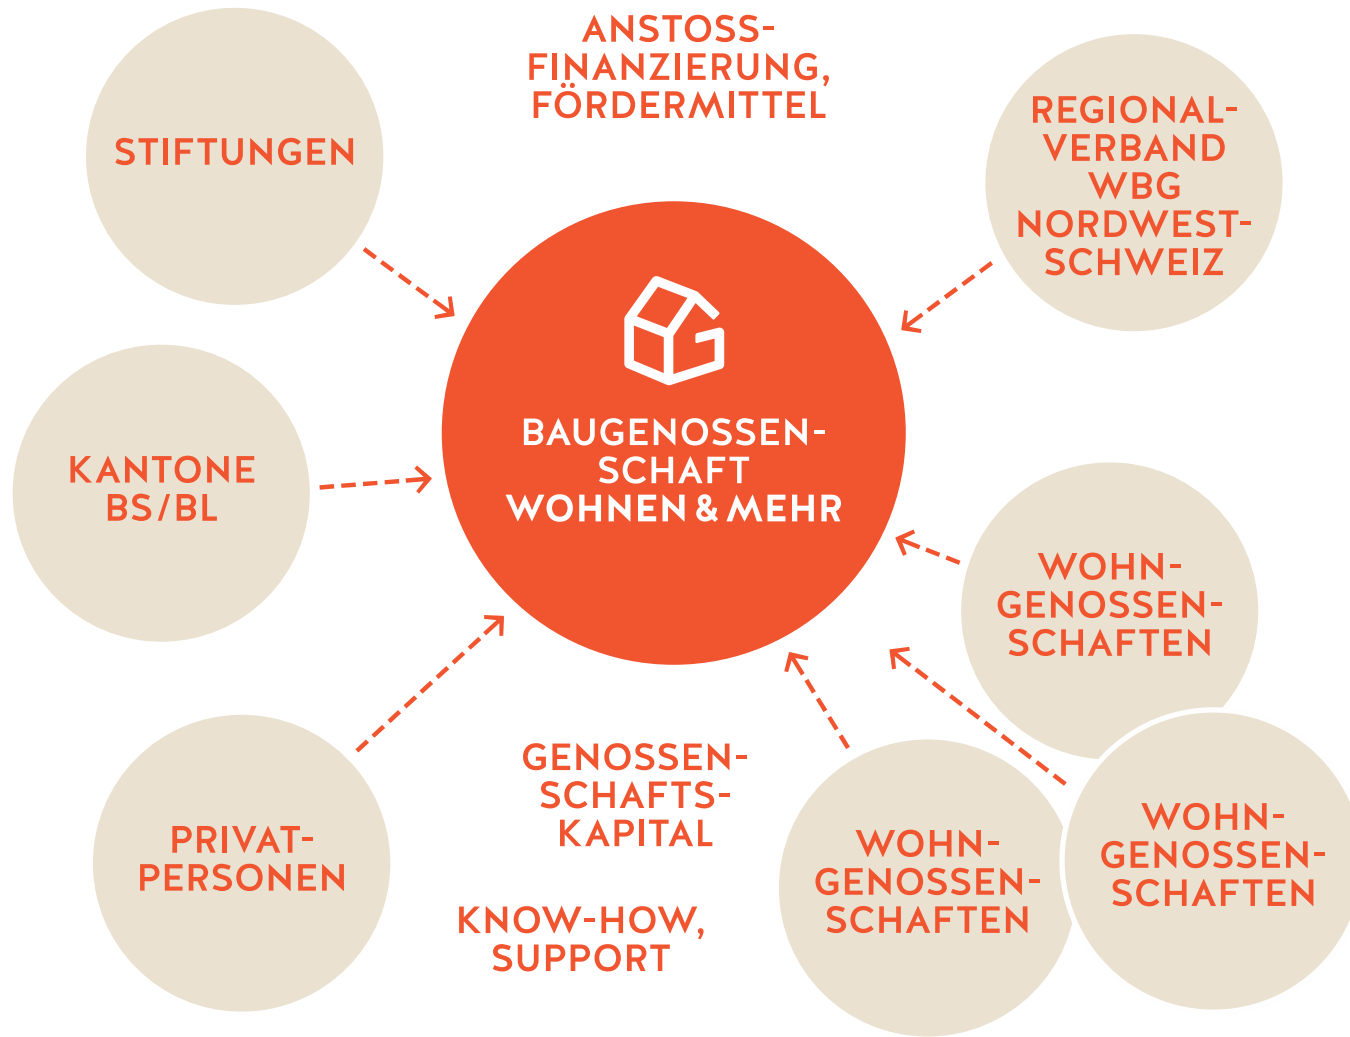 ANSTOSS-
FINANZIERUNG,
FÖRDERMITTEL
STIFTUNGEN
REGIONAL-
VERBAND
WBG
NORDWEST-
SCHWEIZ
BAUGENOSSEN-
SCHAFT
WOHNEN & MEHR
KANTONE
BS/BL
WOHN-
GENOSSEN-
SCHAFTEN
GENOSSEN-
SCHAFTS-
KAPITAL
PRIVAT-
PERSONEN
KNOW-HOW,
SUPPORT
WOHN-
GENOSSEN-
SCHAFTEN
WOHN-
GENOSSEN-
SCHAFTEN